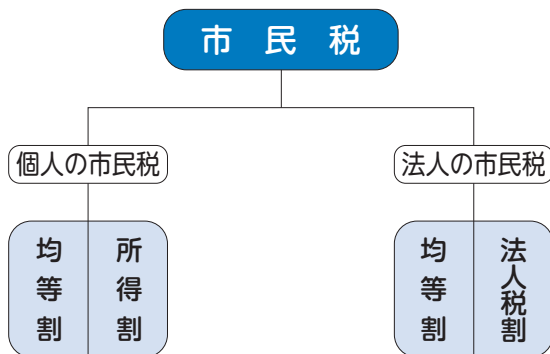 市民税
個人の市民税
法人の市民税
均等割
所得割
均等割
法人税割